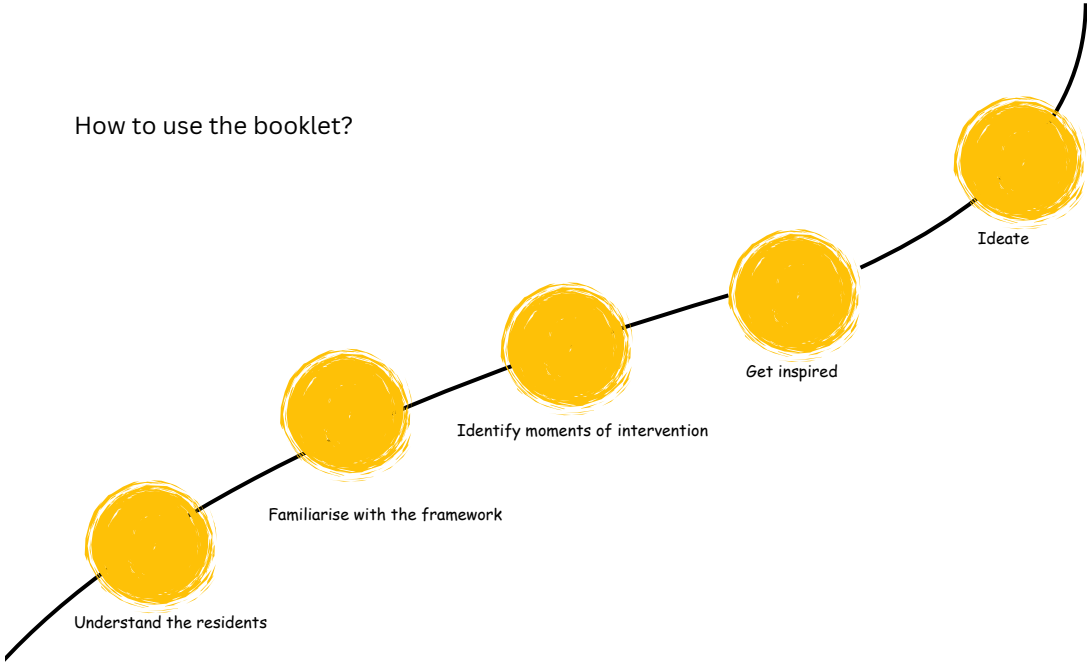 How to use the booklet?
Ideate
Get inspired
Identify moments of intervention
Familiarise with the framework
Understand the residents